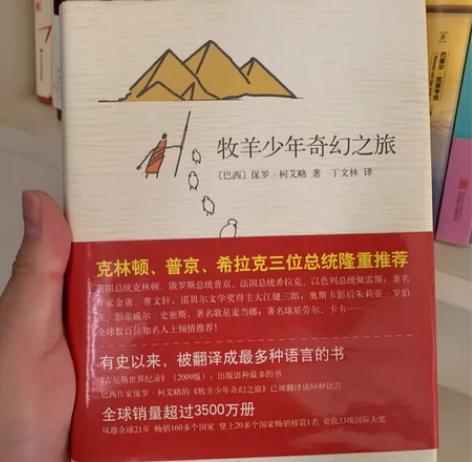 牧羊少年奇幻之旅
〔巴西〕保罗·柯艾略 著 丁文林 译
克林顿、普京、希拉克三位总统隆重推荐
美国总统克林顿、俄罗斯总统普京、法国总统希拉克、以色列总统佩雷斯；著名
作家金庸、曹文轩、诺贝尔文学奖得主大江健三郎；奥斯卡影后朱莉亚·罗伯
茨、影帝威尔·史密斯、著名歌星麦当娜；著名球星劳尔、卡卡……
全球数百位知名人士倾情推荐！
有史以来，被翻译成最多种语言的书
《吉尼斯世界纪录》（2009版），出版语种最多的书
巴西作家保罗·柯艾略的《牧羊少年奇幻之旅》已被翻译成68种语言
全球销量超过3500万册
风靡全球21年 畅销160多个国家 登上20多个国家畅销榜第1名 荣获33项国际大奖